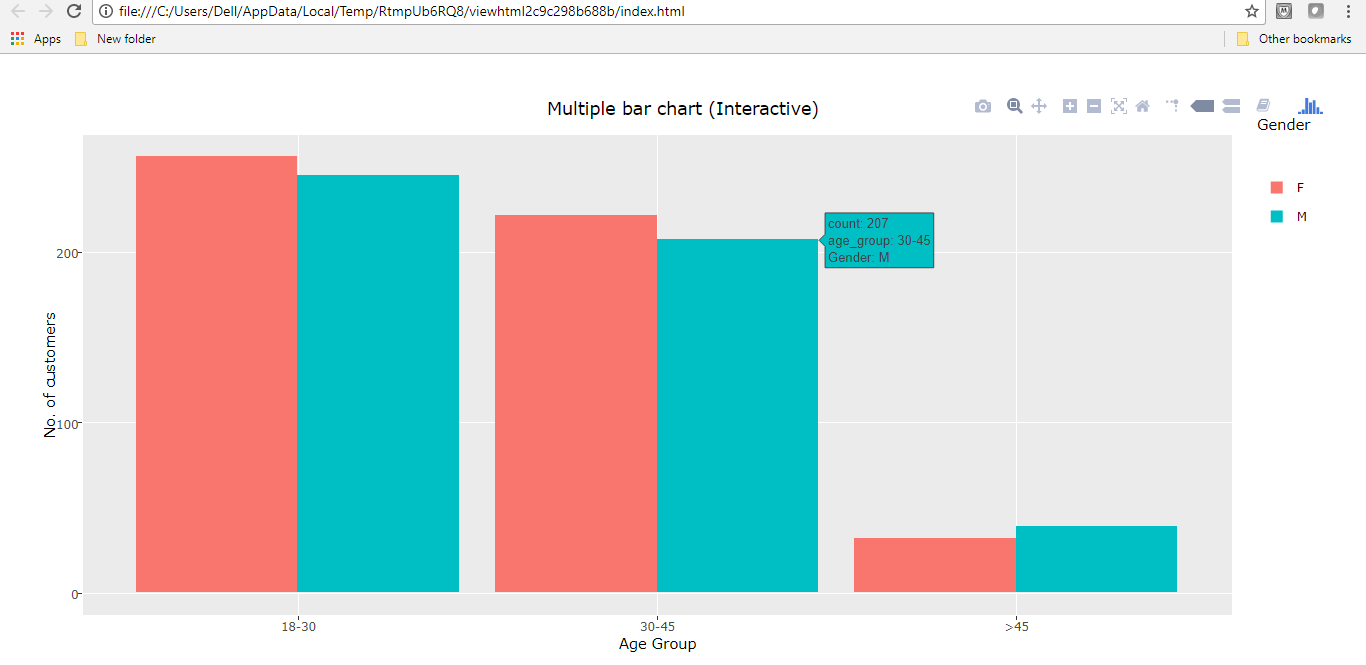 file:///C:/Users/Dell/AppData/Local/Temp/RtmpUb6RQ8/viewhtml2c9c298b688b/index.html
Apps
New folder
Other bookmarks
Multiple bar chart (Interactive)
Gender
F
M
count: 207
age_group: 30-45
Gender: M
No. of customers
200
100
0
18-30
30-45
>45
Age Group